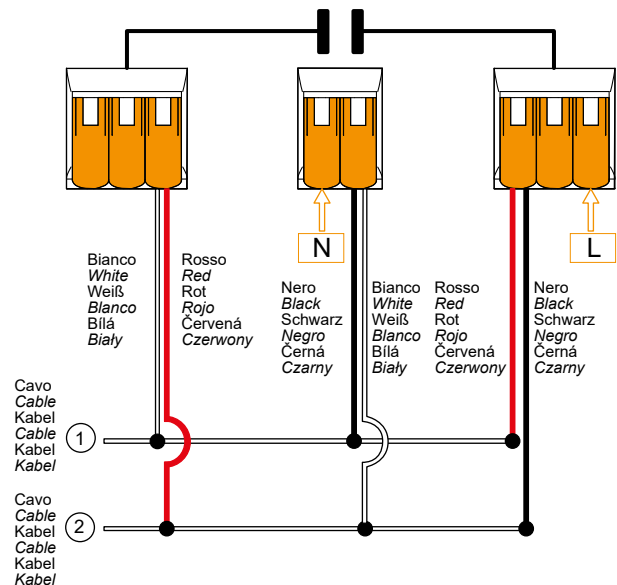 N
L
Bianco
White
Weiß
Blanco
Bílá
Biały
Rosso
Red
Rot
Rojo
Červená
Czerwony
Nero
Black
Schwarz
Negro
Černá
Czarny
Bianco
White
Weiß
Blanco
Bílá
Biały
Rosso
Red
Rot
Rojo
Červená
Czerwony
Nero
Black
Schwarz
Negro
Černá
Czarny
Cavo
Cable
Kabel
Cable
Kabel
Kabel
1
Cavo
Cable
Kabel
Cable
Kabel
Kabel
2